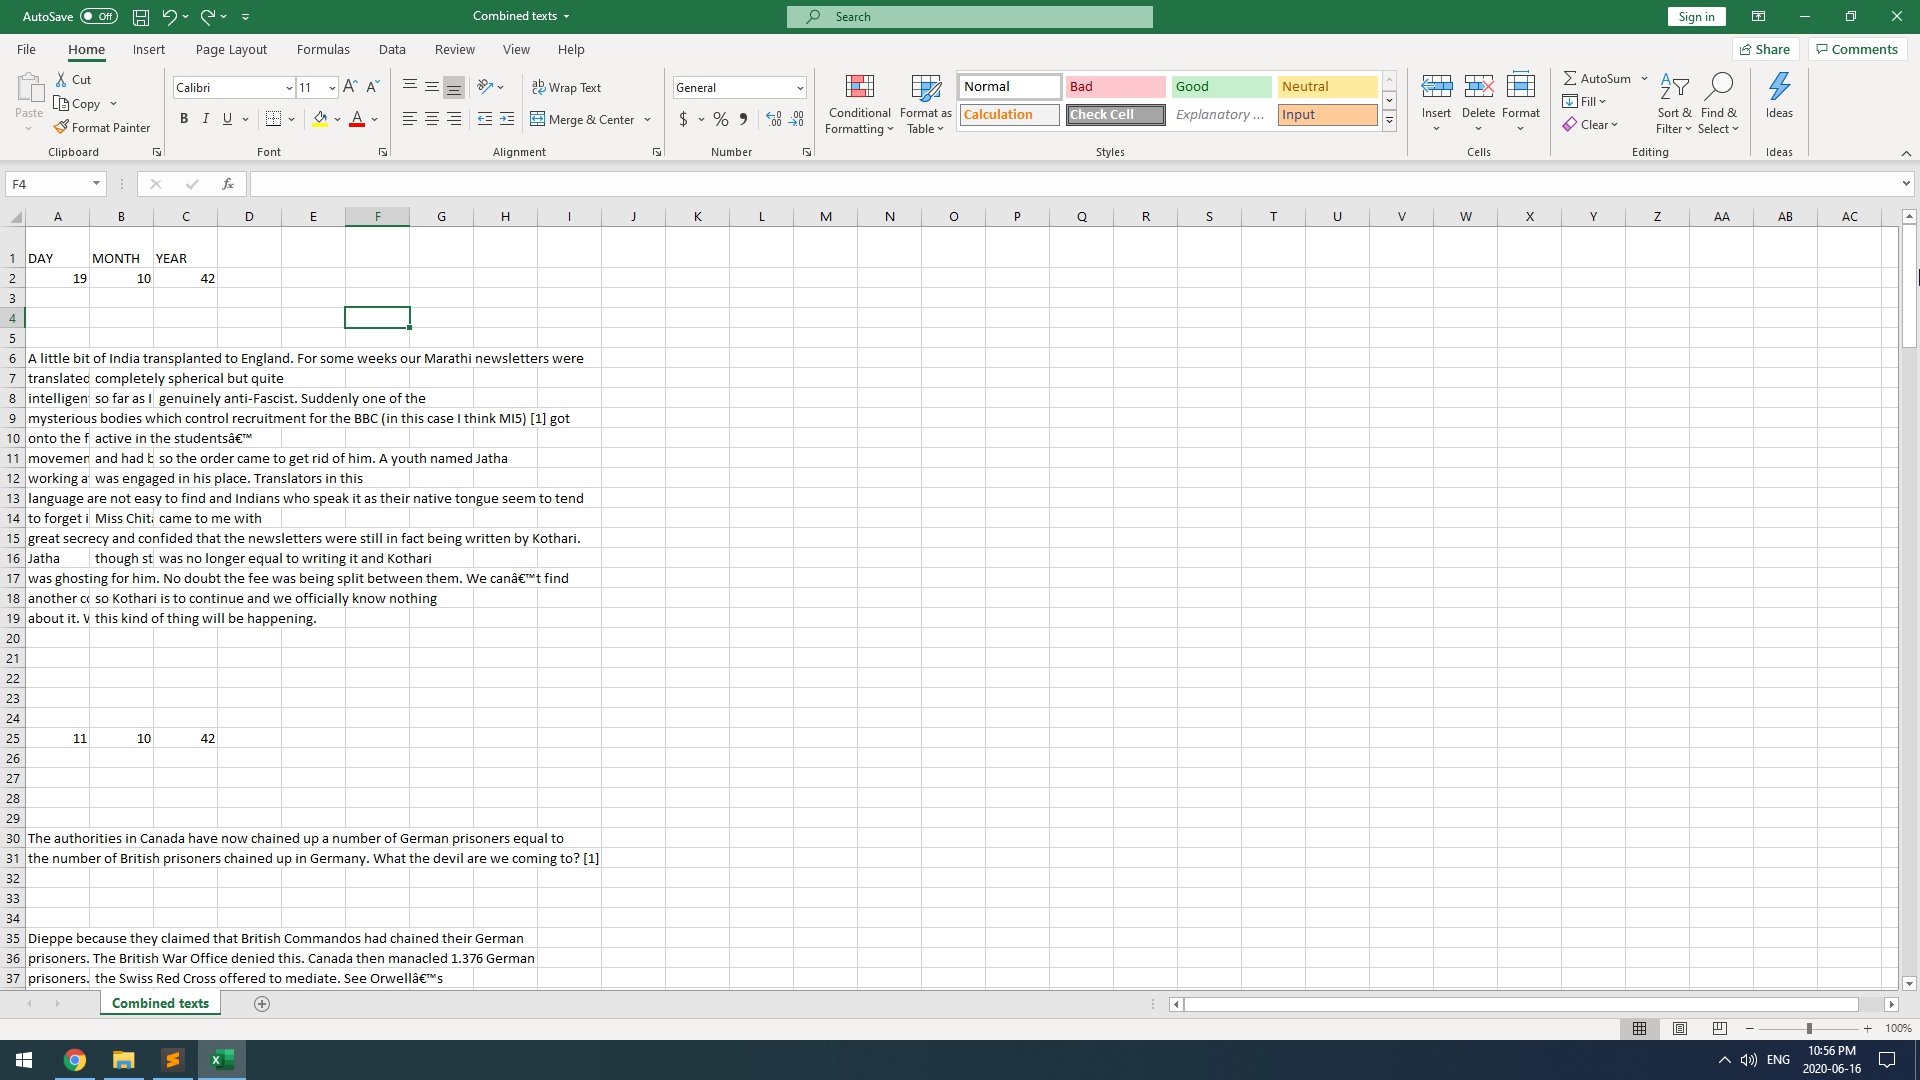 AutoSave Off Combined texts Search Sign in
File Home Insert Page Layout Formulas Data Review View Help Share Comments
Paste Cut Copy Format Painter Clipboard
Calibri 11 B I U A Font
Wrap Text Merge & Center Alignment
General $ % Number
Conditional Formatting Format as Table
Normal Bad Good Neutral
Calculation Check Cell Explanatory ... Input
Styles
Insert Delete Format Cells
AutoSum Fill Clear Sort & Filter Find & Select Editing
Ideas Ideas
F4 fx
A B C D E F G H I J K L M N O P Q R S T U V W X Y Z AA AB AC
1 DAY MONTH YEAR
2 19 10 42
3
4
5
6 A little bit of India transplanted to England. For some weeks our Marathi newsletters were
7 translated completely spherical but quite
8 intelligent so far as I genuinely anti-Fascist. Suddenly one of the
9 mysterious bodies which control recruitment for the BBC (in this case I think MI5) [1] got
10 onto the f active in the studentsâ€™
11 movemen and had b so the order came to get rid of him. A youth named Jatha
12 working a was engaged in his place. Translators in this
13 language are not easy to find and Indians who speak it as their native tongue seem to tend
14 to forget i Miss Chita came to me with
15 great secrecy and confided that the newsletters were still in fact being written by Kothari.
16 Jatha though st was no longer equal to writing it and Kothari
17 was ghosting for him. No doubt the fee was being split between them. We canâ€™t find
18 another co so Kothari is to continue and we officially know nothing
19 about it. this kind of thing will be happening.
20
21
22
23
24
25 11 10 42
26
27
28
29
30 The authorities in Canada have now chained up a number of German prisoners equal to
31 the number of British prisoners chained up in Germany. What the devil are we coming to? [1]
32
33
34
35 Dieppe because they claimed that British Commandos had chained their German
36 prisoners. The British War Office denied this. Canada then manacled 1.376 German
37 prisoners. the Swiss Red Cross offered to mediate. See Orwellâ€™s
Combined texts
100%
ENG 10:56 PM
2020-06-16